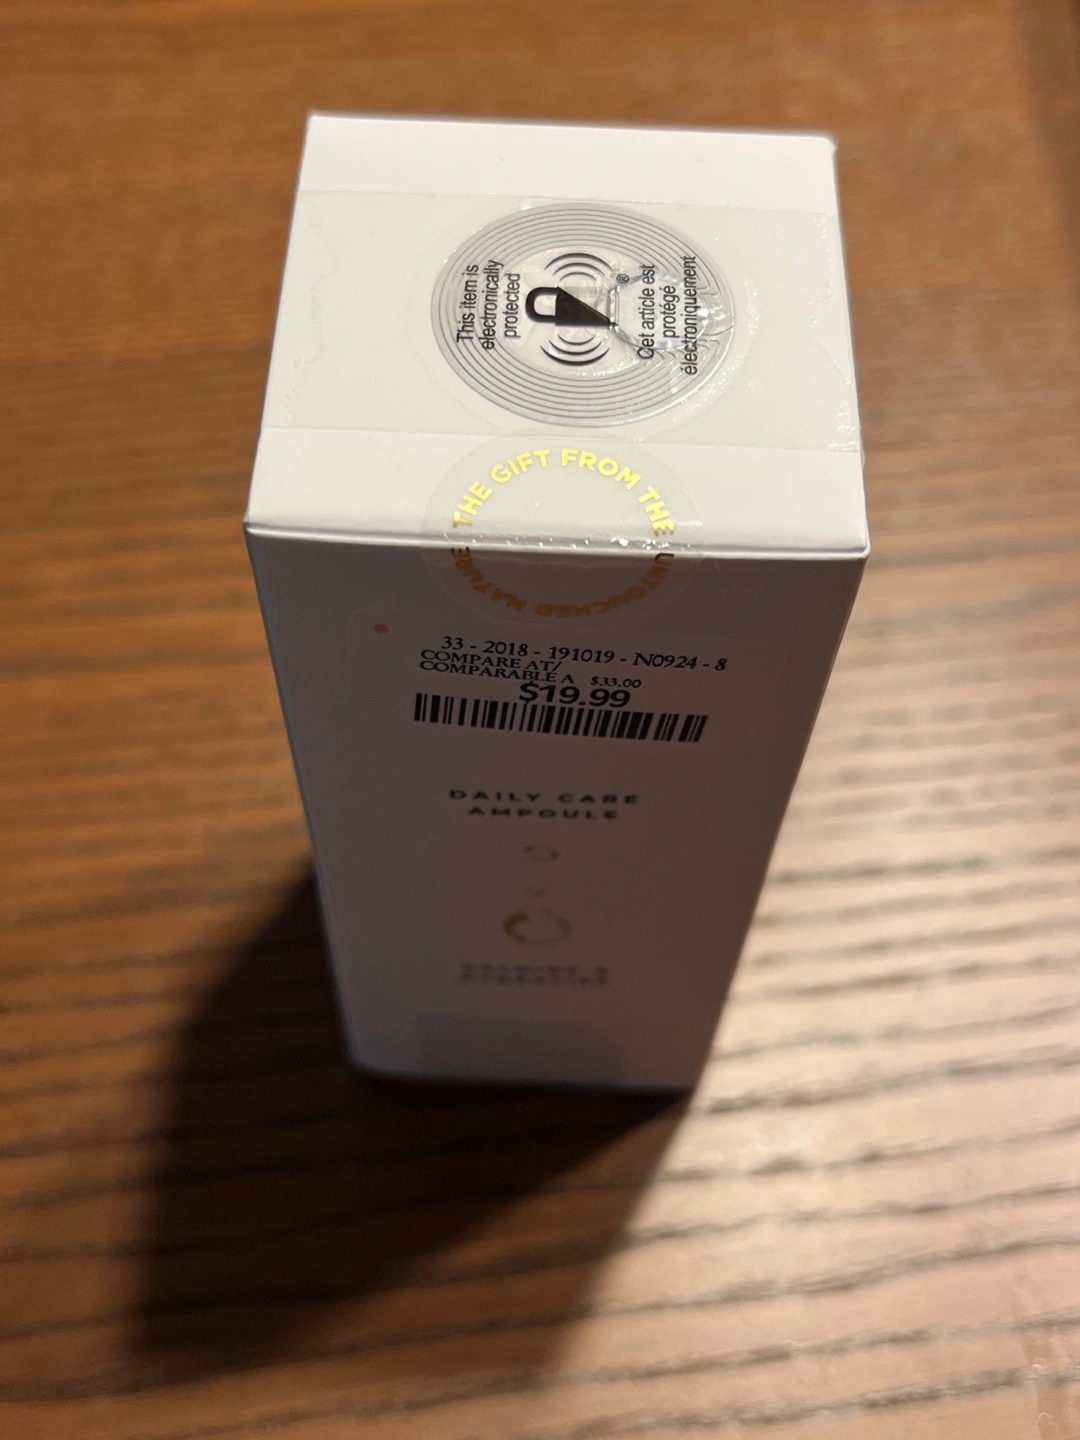 This item is
electronically
protected
®
Cet article est
protégé
électroniquement
THE GIFT FROM THE UNTOUCHED NATURE
33 - 2018 - 191019 - N0924 - 8
COMPARE AT/
COMPARABLE A $33.00
$19.99
DAILY CARE
AMPOULE